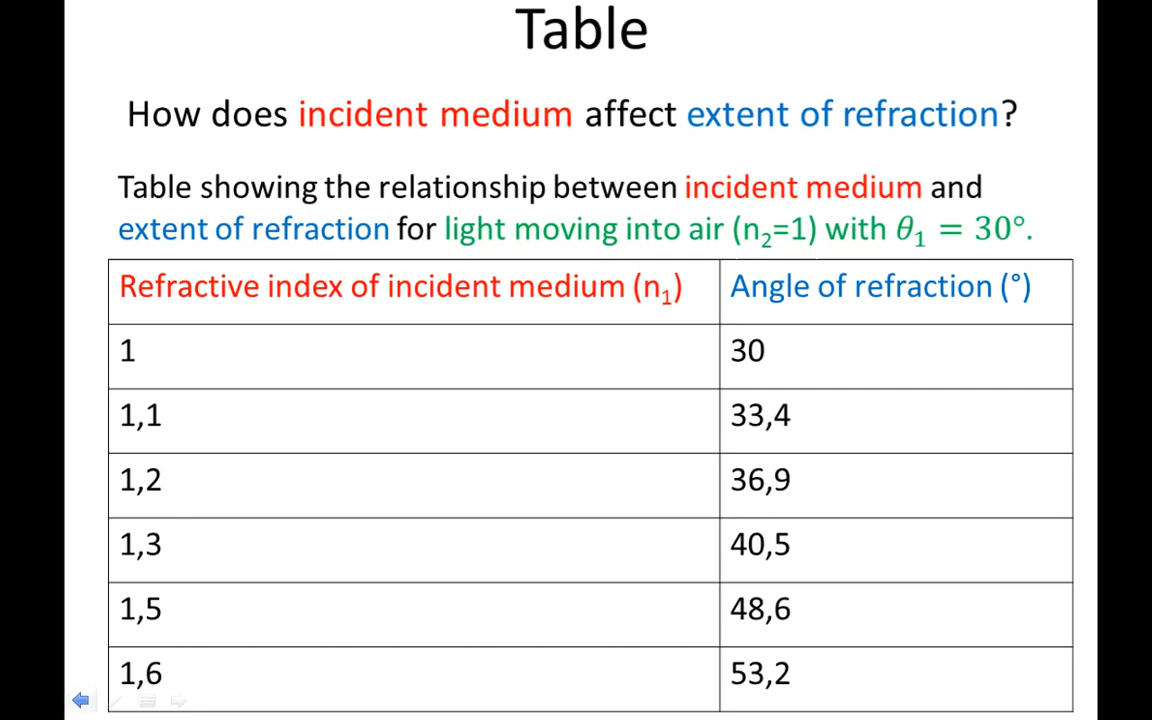 Table
How does incident medium affect extent of refraction?
Table showing the relationship between incident medium and
extent of refraction for light moving into air (n₂=1) with θ₁ = 30°.
Refractive index of incident medium (n₁) Angle of refraction (°)
1 30
1,1 33,4
1,2 36,9
1,3 40,5
1,5 48,6
1,6 53,2